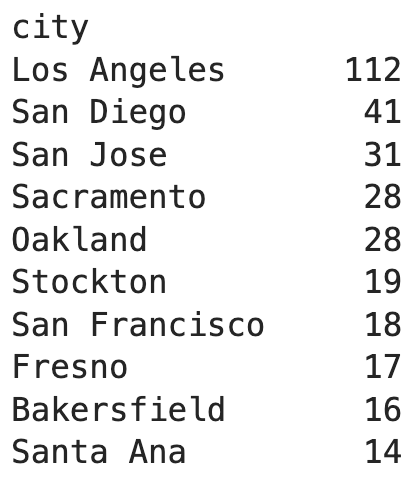 city
Los Angeles 112
San Diego 41
San Jose 31
Sacramento 28
Oakland 28
Stockton 19
San Francisco 18
Fresno 17
Bakersfield 16
Santa Ana 14